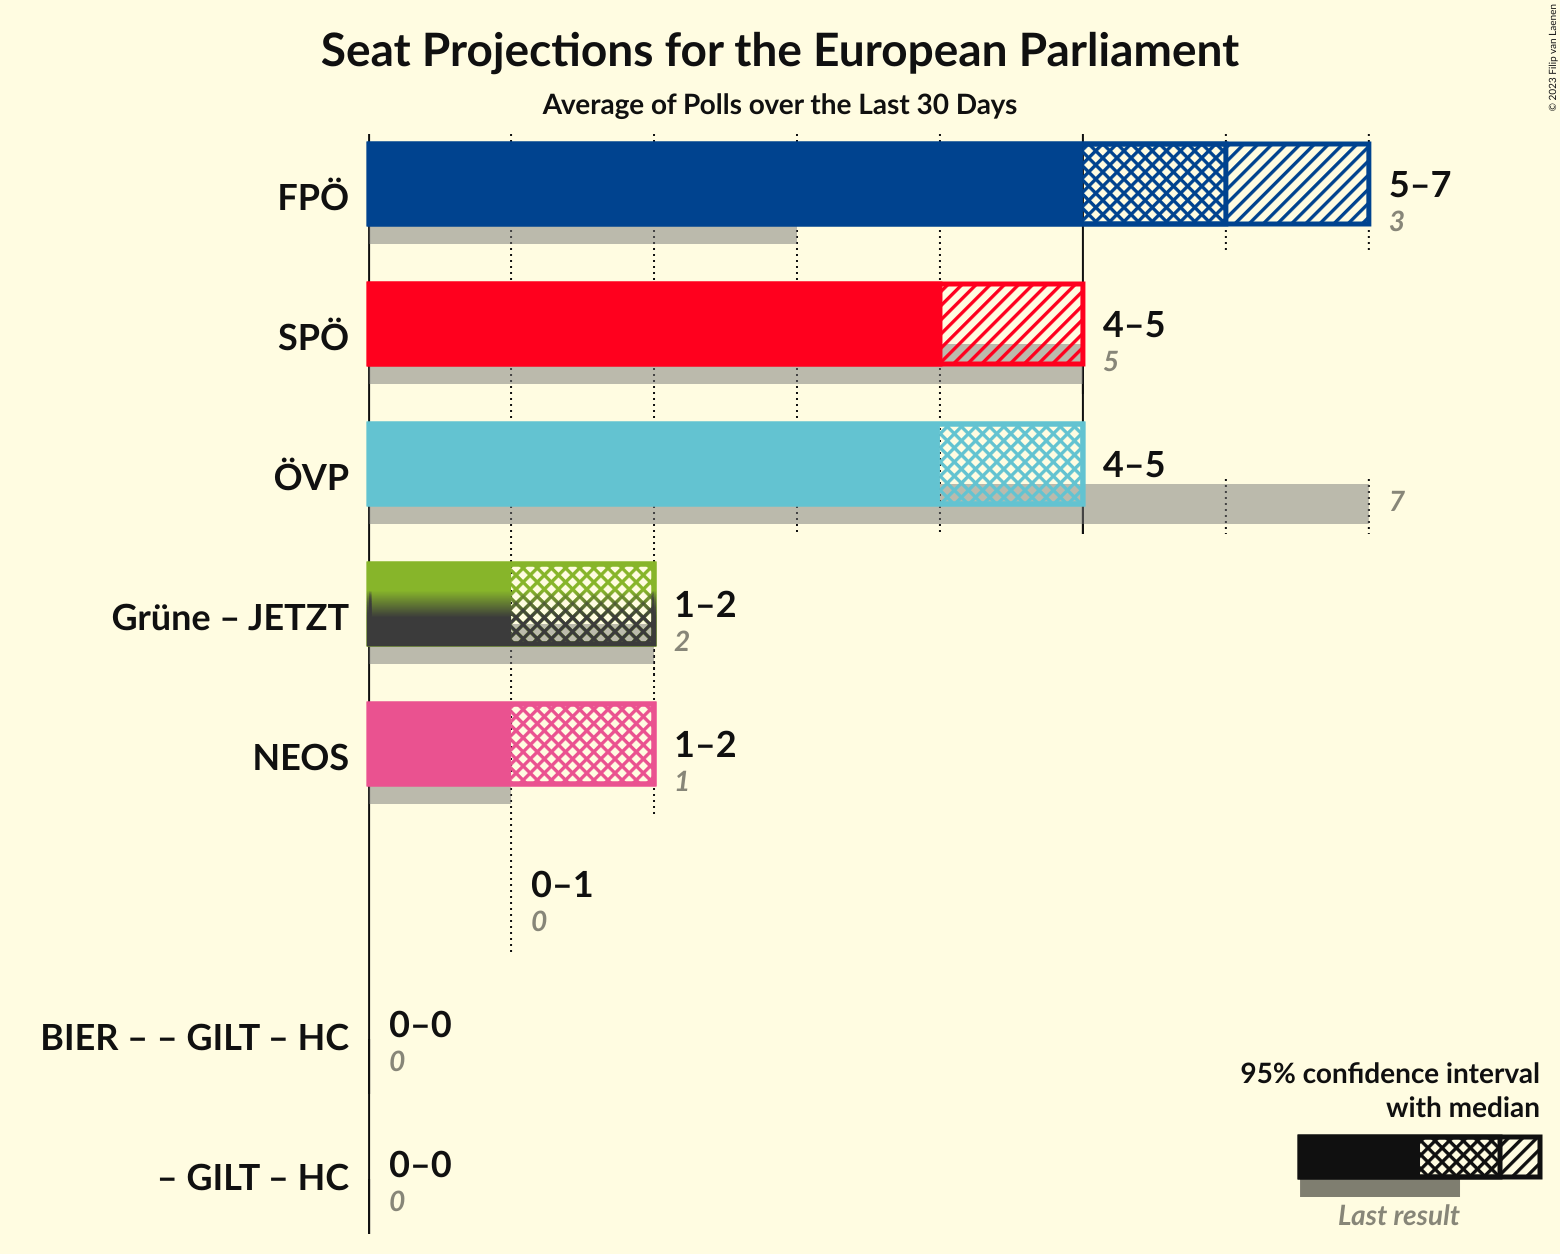 Seat Projections for the European Parliament
Average of Polls over the Last 30 Days
© 2023 Filip van Laenen
FPÖ
5–7
3
SPÖ
4–5
5
ÖVP
4–5
7
Grüne – JETZT
1–2
2
NEOS
1–2
1
0–1
0
BIER – – GILT – HC
0–0
0
– GILT – HC
0–0
0
95% confidence interval
with median
Last result